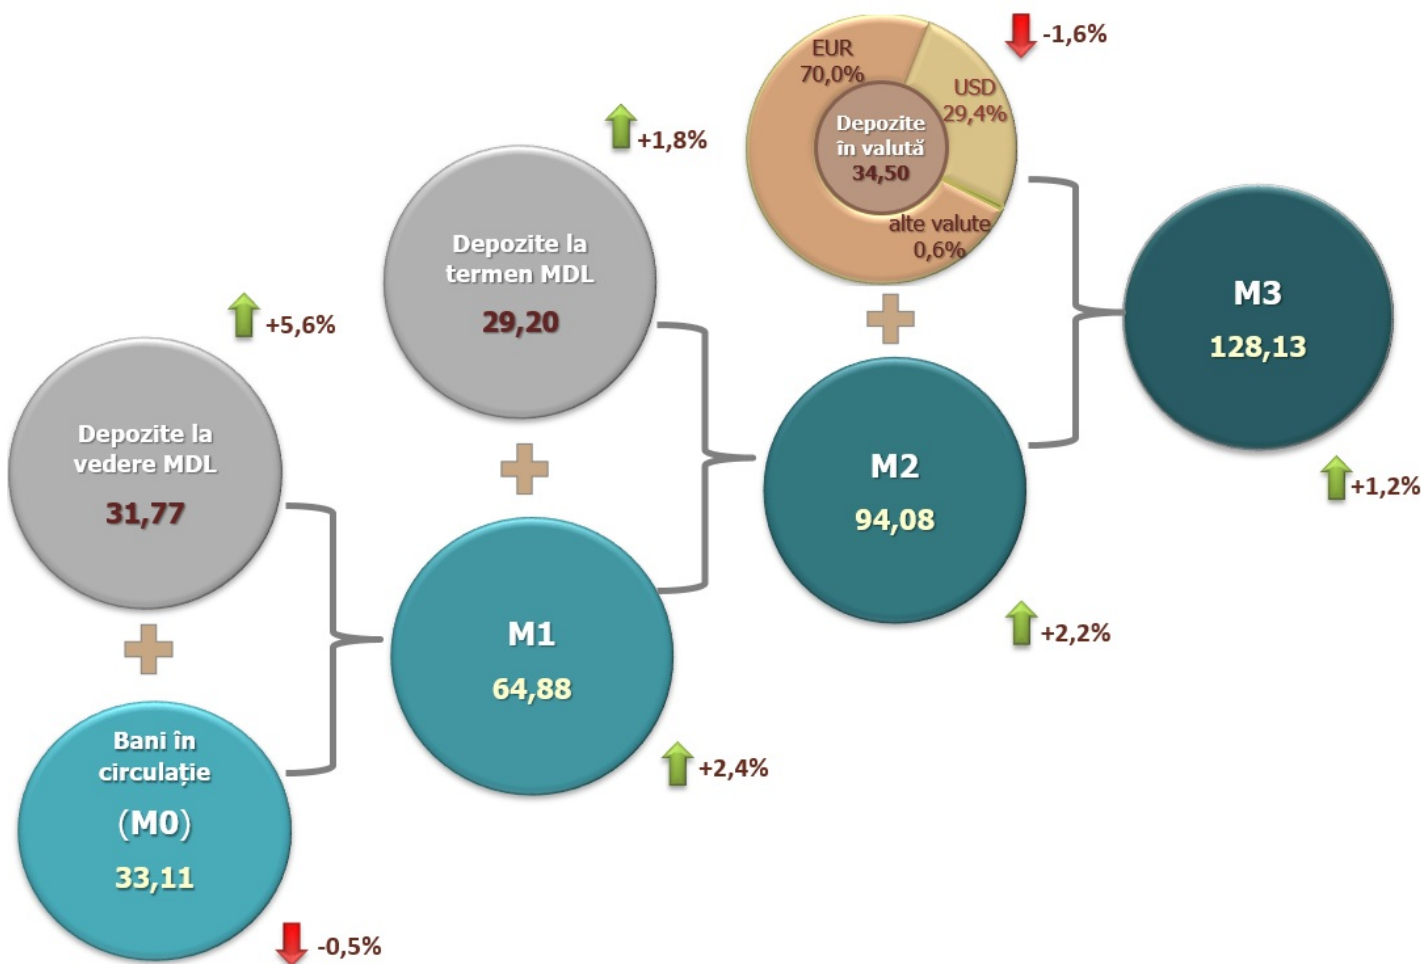 -1,6%
EUR
70,0%
USD
29,4%
Depozite
în valută
34,50
alte valute
0,6%
+1,8%
Depozite la
termen MDL
29,20
M3
128,13
+1,2%
+5,6%
Depozite la
vedere MDL
31,77
M2
94,08
+2,2%
M1
64,88
+2,4%
Bani în
circulație
(M0)
33,11
-0,5%